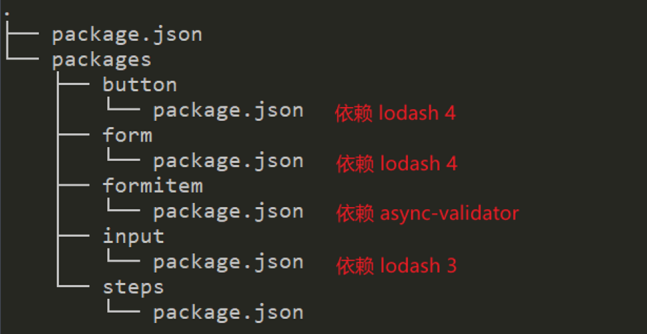 .
├── package.json
└── packages
    ├── button
    │   └── package.json 依赖 lodash 4
    ├── form
    │   └── package.json 依赖 lodash 4
    ├── formitem
    │   └── package.json 依赖 async-validator
    ├── input
    │   └── package.json 依赖 lodash 3
    └── steps
        └── package.json